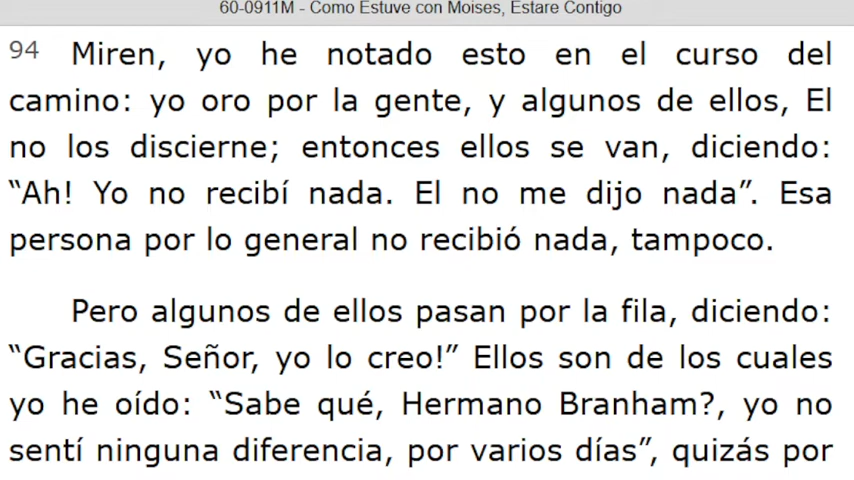 60-0911M - Como Estuve con Moises, Estare Contigo
94 Miren, yo he notado esto en el curso del
camino: yo oro por la gente, y algunos de ellos, El
no los discierne; entonces ellos se van, diciendo:
“Ah! Yo no recibí nada. El no me dijo nada”. Esa
persona por lo general no recibió nada, tampoco.
Pero algunos de ellos pasan por la fila, diciendo:
“Gracias, Señor, yo lo creo!” Ellos son de los cuales
yo he oído: “Sabe qué, Hermano Branham?, yo no
sentí ninguna diferencia, por varios días”, quizás por